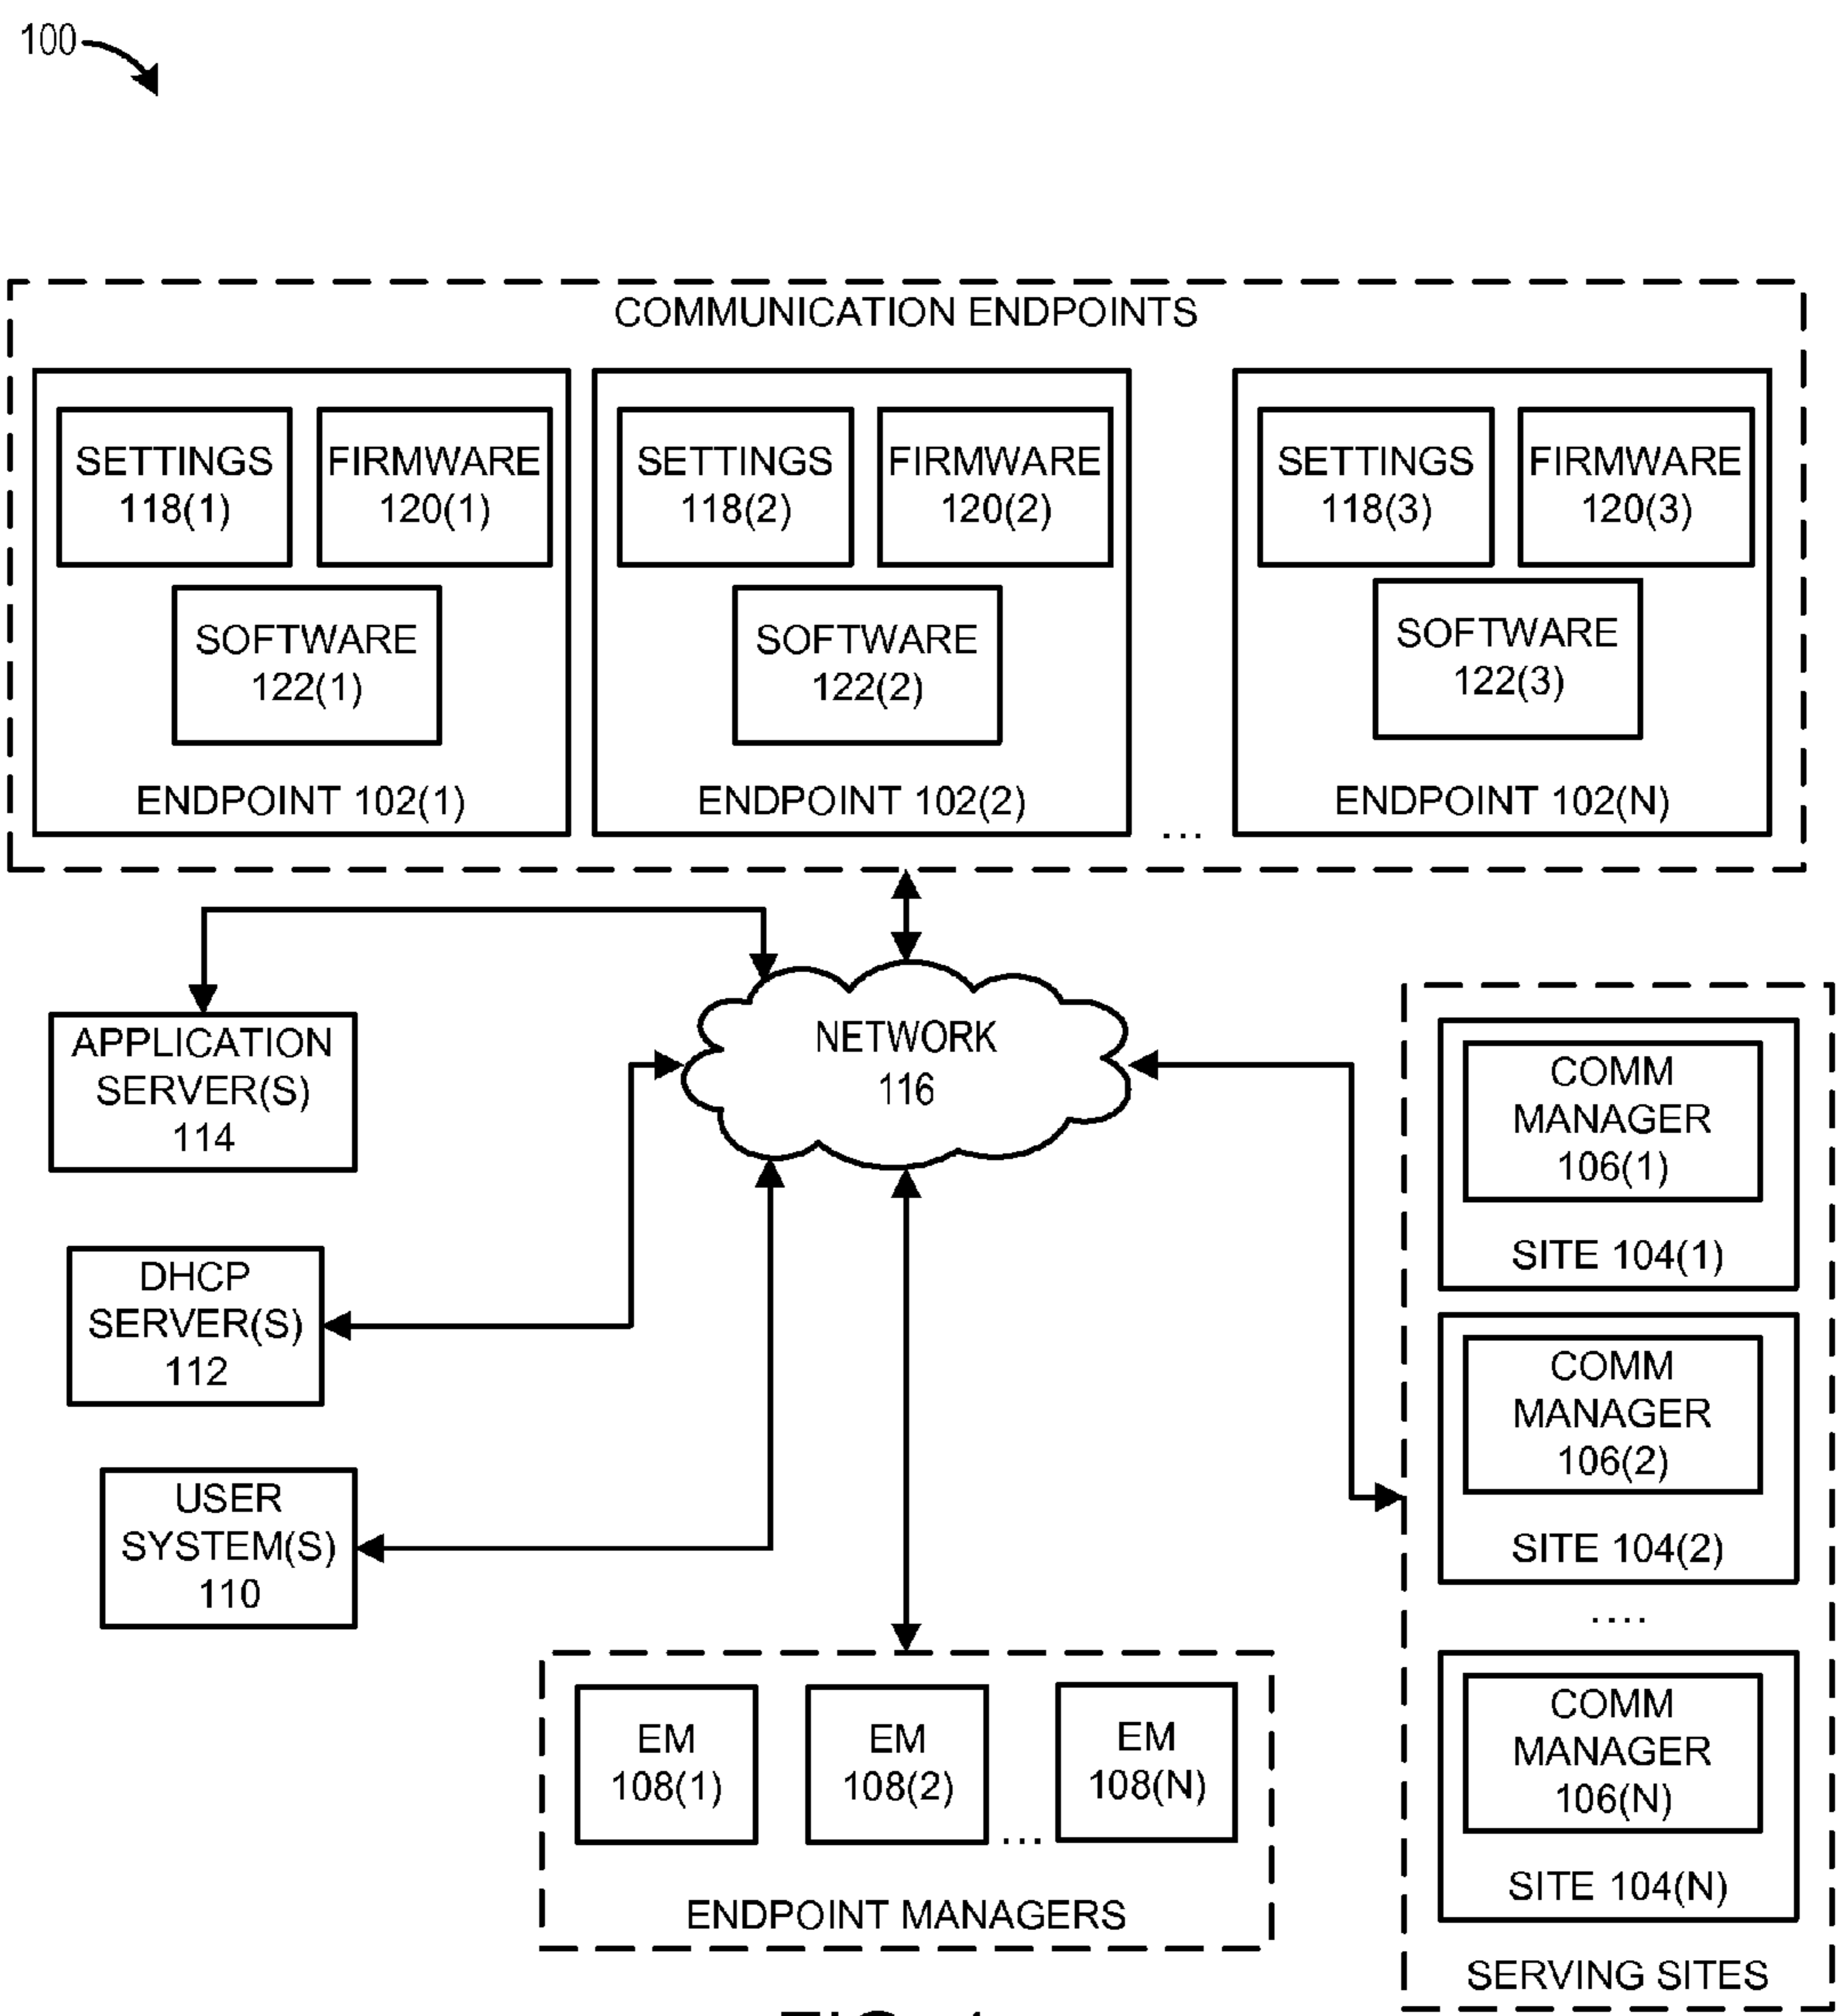 100
COMMUNICATION ENDPOINTS
SETTINGS
118(1)
FIRMWARE
120(1)
SOFTWARE
122(1)
ENDPOINT 102(1)
SETTINGS
118(2)
FIRMWARE
120(2)
SOFTWARE
122(2)
ENDPOINT 102(2)
...
SETTINGS
118(3)
FIRMWARE
120(3)
SOFTWARE
122(3)
ENDPOINT 102(N)
NETWORK
116
APPLICATION
SERVER(S)
114
DHCP
SERVER(S)
112
USER
SYSTEM(S)
110
EM
108(1)
EM
108(2)
...
EM
108(N)
ENDPOINT MANAGERS
COMM
MANAGER
106(1)
SITE 104(1)
COMM
MANAGER
106(2)
SITE 104(2)
....
COMM
MANAGER
106(N)
SITE 104(N)
SERVING SITES